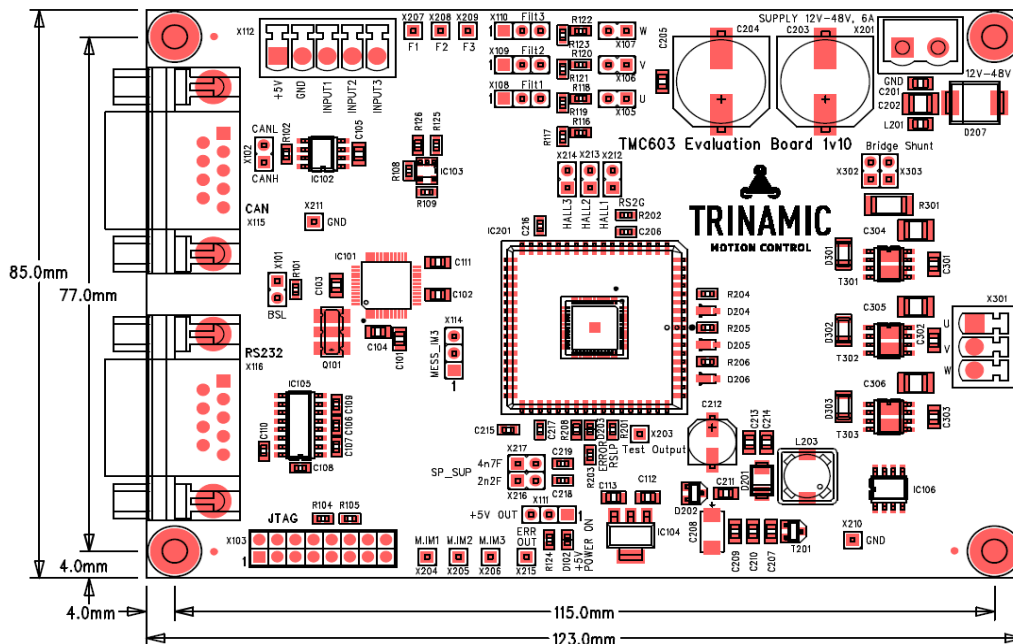 X207 X208 X209
F1 F2 F3
X112
+5V GND INPUT1 INPUT2 INPUT3
X110 Filt3 R122 W
R123 X107
X109 Filt2 R120 V
R121 X106
X108 Filt1 R118 U
R119 X105
R117 R116
C205 C204 C203 X201
SUPPLY 12V-48V, 6A
GND 12V-48V
C201
C202
L201 D207
TMC603 Evaluation Board 1v10
TRINAMIC
MOTION CONTROL
Bridge Shunt
X302 X303
R301
CANL
X102
CANH
R102 IC102 C105
R126 R125
R108 IC103
R109
CAN
X115
X211
GND
X214 X213 X212
HALL3 HALL2 HALL1
RS2G
R202
C206
C216
IC201
X101
BSL
R101
C103
IC101
C111
C102
Q101
C104
C101
X114
MESS_IM3
1
R204
D204
R205
D205
R206
D206
C304
D301 T301 C301
C305
D302 T302 C302
C306
D303 T303 C303
X301
U
V
W
RS232
X116
IC105
C109
C106
C107
C110
C108
C215 C217 R208 D203 R201
X203
Test Output
ERROR
RSLP
R203
C212
C213 C214
L203
D201
IC106
X217
4n7F C219
SP_SUP
2n2F C218
X216
X111
+5V OUT 1
C113 C112
IC104
D202
C211
C208
C209 C210 C207
T201
X210
GND
JTAG
R104 R105
X103
1
M.IM1 M.IM2 M.IM3
ERR
OUT
X204 X205 X206 X215
R124 D102
+5V
POWER ON
85.0mm
77.0mm
4.0mm
4.0mm
115.0mm
123.0mm